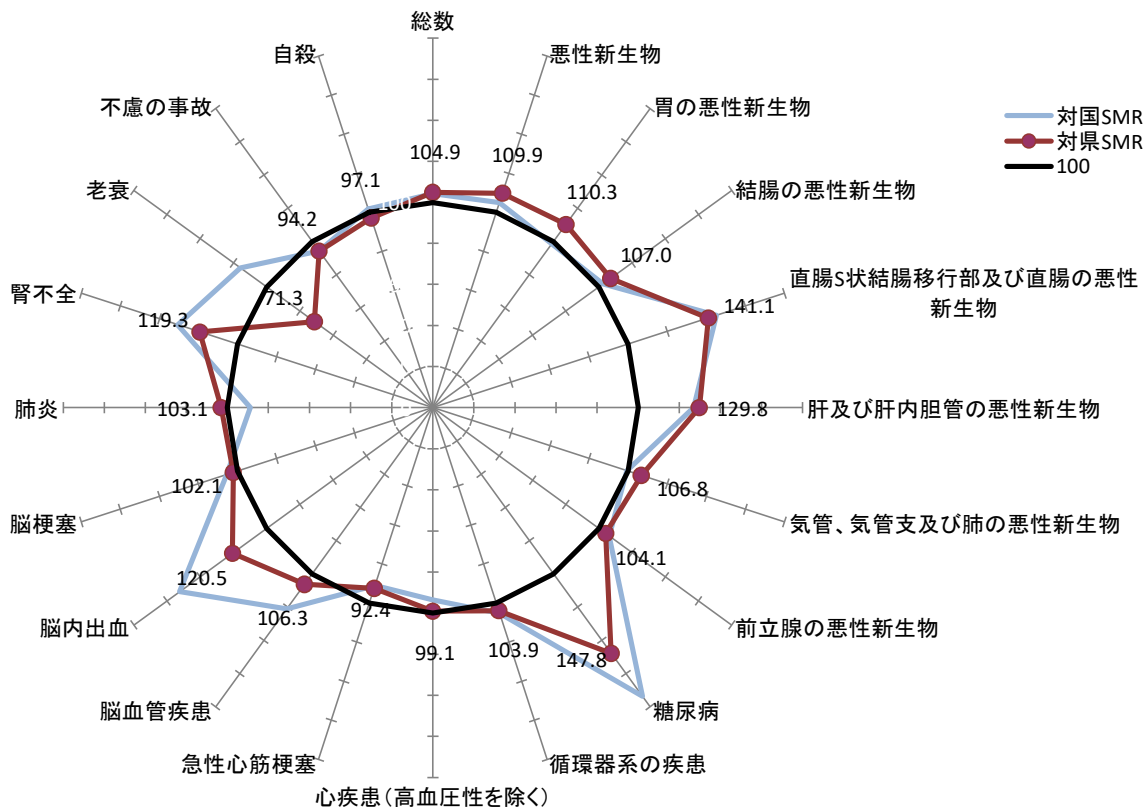 総数
悪性新生物
胃の悪性新生物
結腸の悪性新生物
直腸S状結腸移行部及び直腸の悪性
新生物
肝及び肝内胆管の悪性新生物
気管、気管支及び肺の悪性新生物
前立腺の悪性新生物
糖尿病
循環器系の疾患
心疾患(高血圧性を除く)
急性心筋梗塞
脳血管疾患
脳内出血
脳梗塞
肺炎
腎不全
老衰
不慮の事故
自殺
対国SMR
対県SMR
100
104.9
109.9
110.3
107.0
141.1
129.8
106.8
104.1
147.8
103.9
99.1
92.4
106.3
120.5
102.1
103.1
119.3
71.3
94.2
97.1
100